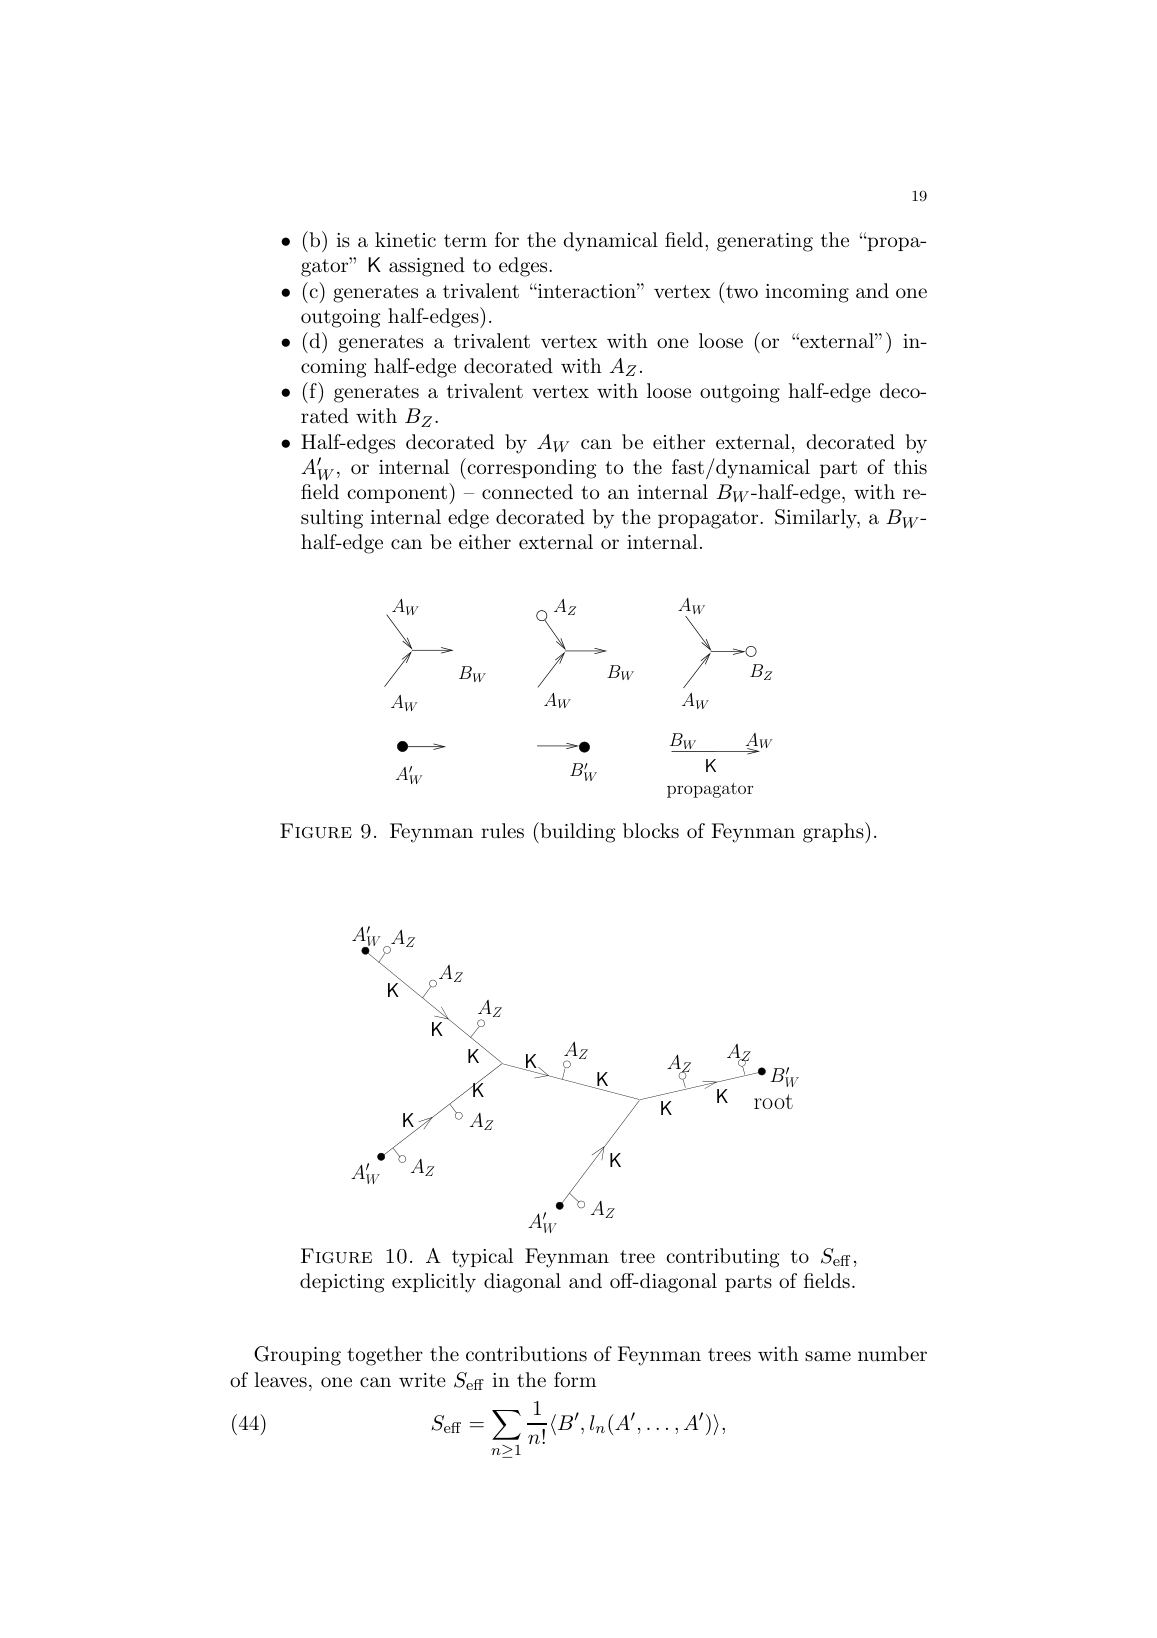 19
• (b) is a kinetic term for the dynamical field, generating the “propa-
gator” K assigned to edges.
• (c) generates a trivalent “interaction” vertex (two incoming and one
outgoing half-edges).
• (d) generates a trivalent vertex with one loose (or “external”) in-
coming half-edge decorated with A_Z.
• (f) generates a trivalent vertex with loose outgoing half-edge deco-
rated with B_Z.
• Half-edges decorated by A_W can be either external, decorated by
A′_W, or internal (corresponding to the fast/dynamical part of this
field component) – connected to an internal B_W-half-edge, with re-
sulting internal edge decorated by the propagator. Similarly, a B_W-
half-edge can be either external or internal.
A_W A_Z A_W
B_W B_W B_Z
A_W A_W A_W
B_W A_W
A′_W B′_W K
propagator
Figure 9. Feynman rules (building blocks of Feynman graphs).
A′_W A_Z
A_Z
K
A_Z
K
A_Z A_Z
K K A_Z
K B′_W
K K
K root
K A_Z
K
A′_W A_Z
A_Z
A′_W
Figure 10. A typical Feynman tree contributing to S_eff,
depicting explicitly diagonal and off-diagonal parts of fields.
Grouping together the contributions of Feynman trees with same number
of leaves, one can write S_eff in the form
(44) S_eff = ∑_{n≥1} 1/n! ⟨B′, l_n(A′, . . . , A′)⟩,